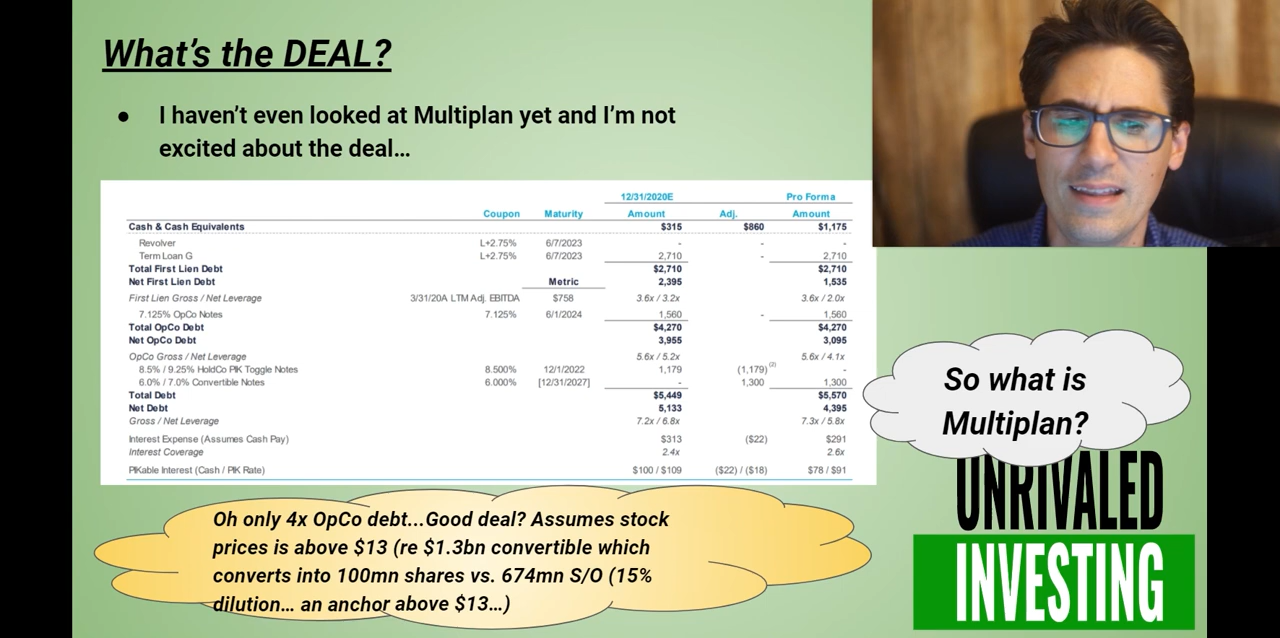 What's the DEAL?
● I haven't even looked at Multiplan yet and I'm not
excited about the deal...
12/31/2020E Pro Forma
Coupon Maturity Amount Adj. Amount
Cash & Cash Equivalents $315 $860 $1,175
Revolver L+2.75% 6/7/2023 - - -
Term Loan G L+2.75% 6/7/2023 2,710 - 2,710
Total First Lien Debt $2,710 $2,710
Net First Lien Debt Metric 2,395 1,535
First Lien Gross / Net Leverage 3/31/20A LTM Adj. EBITDA $758 3.6x / 3.2x 3.6x / 2.0x
7.125% OpCo Notes 7.125% 6/1/2024 1,560 - 1,560
Total OpCo Debt $4,270 $4,270
Net OpCo Debt 3,955 3,095
OpCo Gross / Net Leverage 5.6x / 5.2x 5.6x / 4.1x
8.5% / 9.25% HoldCo PIK Toggle Notes 8.500% 12/1/2022 1,179 (1,179)(2) -
6.0% / 7.0% Convertible Notes 6.000% [12/31/2027] - 1,300 1,300
Total Debt $5,449 $5,570
Net Debt 5,133 4,395
Gross / Net Leverage 7.2x / 6.8x 7.3x / 5.8x
Interest Expense (Assumes Cash Pay) $313 ($22) $291
Interest Coverage 2.4x 2.6x
PIKable Interest (Cash / PIK Rate) $100 / $109 ($22) / ($18) $78 / $91
So what is
Multiplan?
UNRIVALED
INVESTING
Oh only 4x OpCo debt...Good deal? Assumes stock
prices is above $13 (re $1.3bn convertible which
converts into 100mn shares vs. 674mn S/O (15%
dilution... an anchor above $13...)